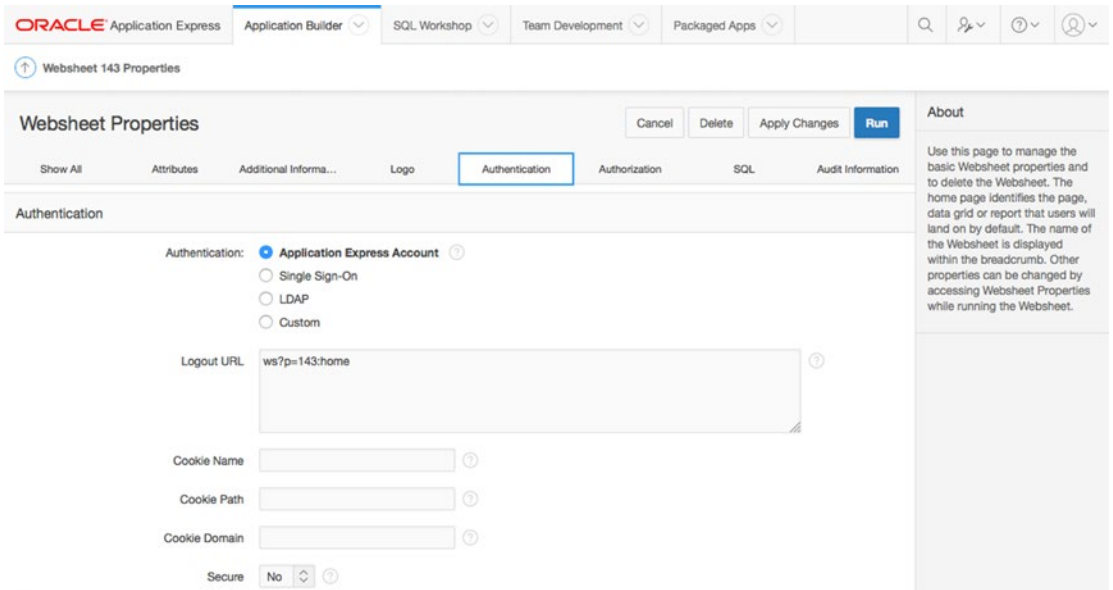 ORACLE Application Express Application Builder SQL Workshop Team Development Packaged Apps
Websheet 143 Properties
Websheet Properties
Cancel Delete Apply Changes Run
Show All Attributes Additional Informa... Logo Authentication Authorization SQL Audit Information
Authentication
Authentication: Application Express Account
Single Sign-On
LDAP
Custom
Logout URL ws?p=143:home
Cookie Name
Cookie Path
Cookie Domain
Secure No
About
Use this page to manage the
basic Websheet properties and
to delete the Websheet. The
home page identifies the page,
data grid or report that users will
land on by default. The name of
the Websheet is displayed
within the breadcrumb. Other
properties can be changed by
accessing Websheet Properties
while running the Websheet.